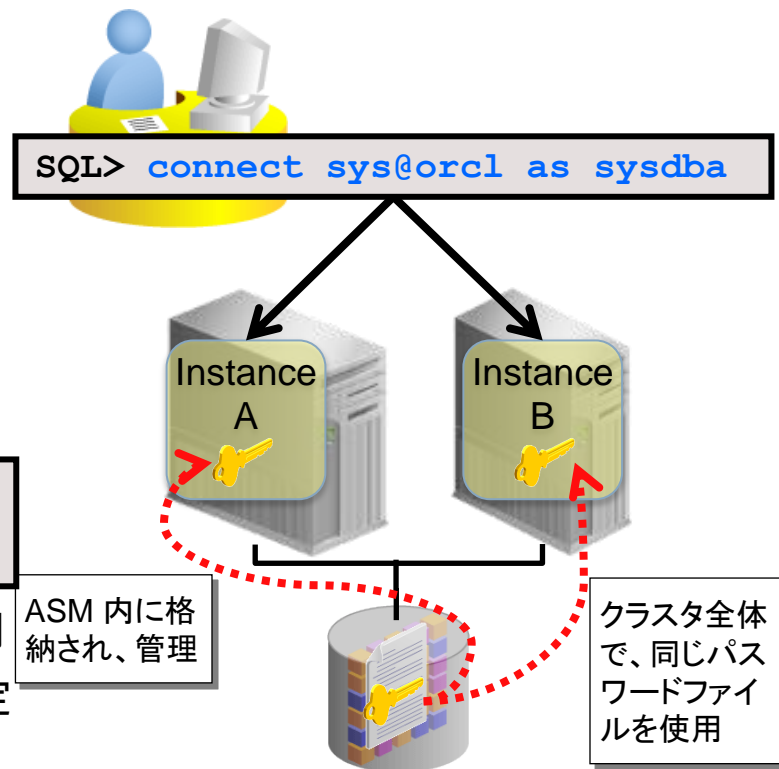 SQL> connect sys@orcl as sysdba
Instance
A
Instance
B
ASM 内に格
納され、管理
定
クラスタ全体
で、同じパス
ワードファイ
ルを使用